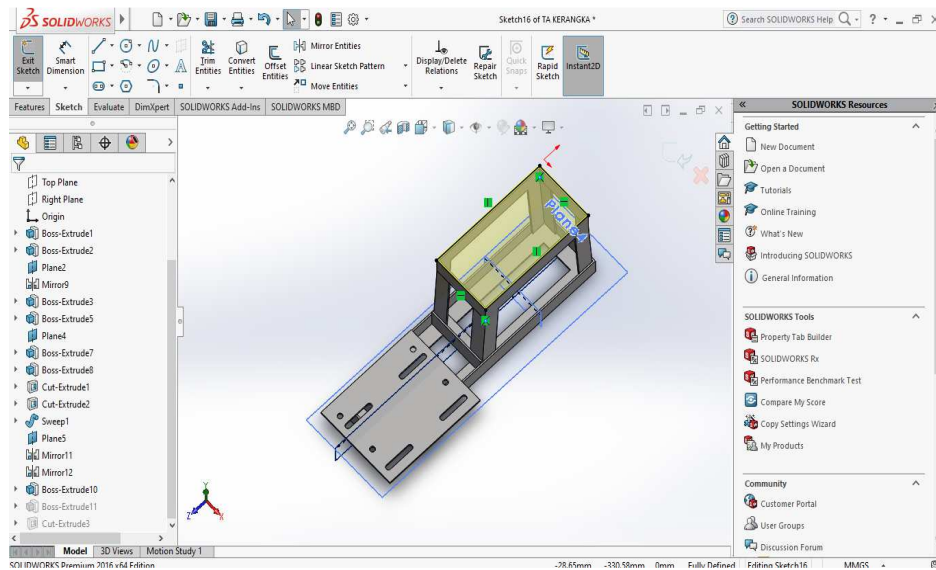 SOLIDWORKS
Sketch16 of TA KERANGKA *
Search SOLIDWORKS Help
Exit Sketch
Smart Dimension
Trim Entities
Convert Entities
Offset Entities
Mirror Entities
Linear Sketch Pattern
Move Entities
Display/Delete Relations
Repair Sketch
Quick Snaps
Rapid Sketch
Instant2D
Features Sketch Evaluate DimXpert SOLIDWORKS Add-Ins SOLIDWORKS MBD
Top Plane
Right Plane
Origin
Boss-Extrude1
Boss-Extrude2
Plane2
Mirror9
Boss-Extrude3
Boss-Extrude5
Plane4
Boss-Extrude7
Boss-Extrude8
Cut-Extrude1
Cut-Extrude2
Sweep1
Plane5
Mirror11
Mirror12
Boss-Extrude10
Boss-Extrude11
Cut-Extrude3
Plane4
Z
X
Y
SOLIDWORKS Resources
Getting Started
New Document
Open a Document
Tutorials
Online Training
What's New
Introducing SOLIDWORKS
General Information
SOLIDWORKS Tools
Property Tab Builder
SOLIDWORKS Rx
Performance Benchmark Test
Compare My Score
Copy Settings Wizard
My Products
Community
Customer Portal
User Groups
Discussion Forum
Model 3D Views Motion Study 1
SOLIDWORKS Premium 2016 x64 Edition
-28.65mm -330.58mm 0mm Fully Defined Editing Sketch16 MMGS